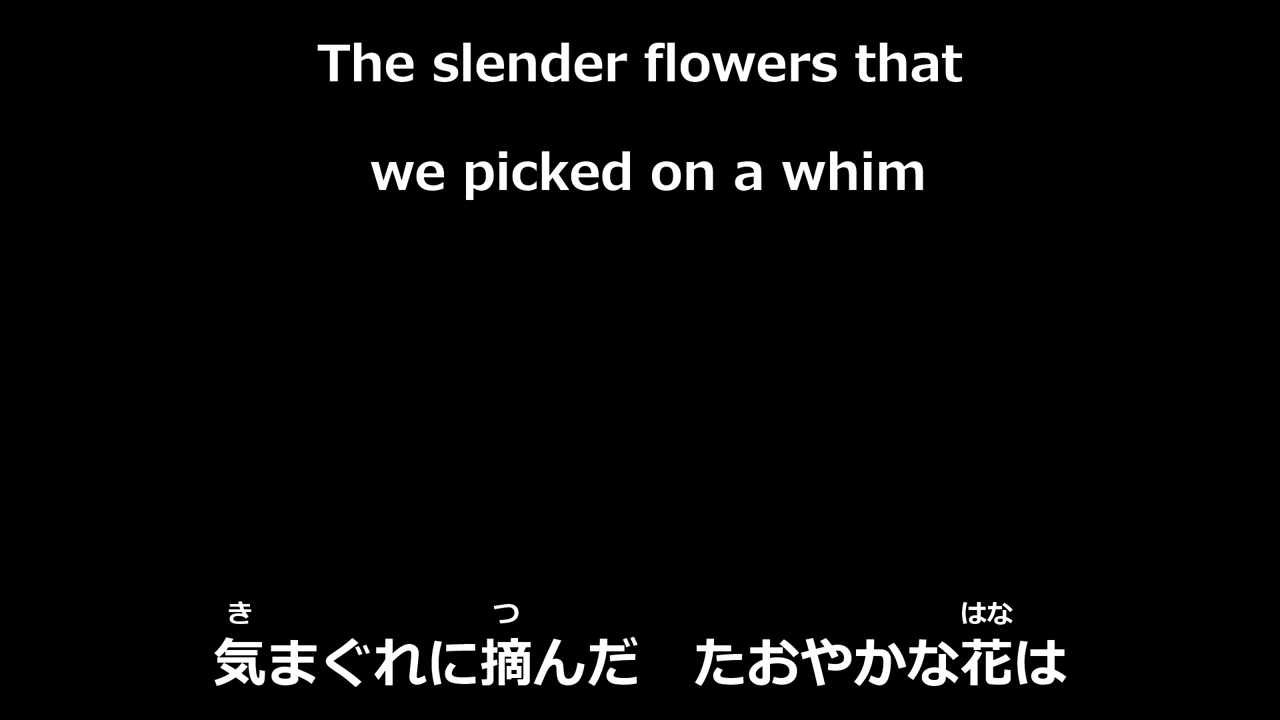 The slender flowers that
we picked on a whim
き つ はな
気まぐれに摘んだ　たおやかな花は